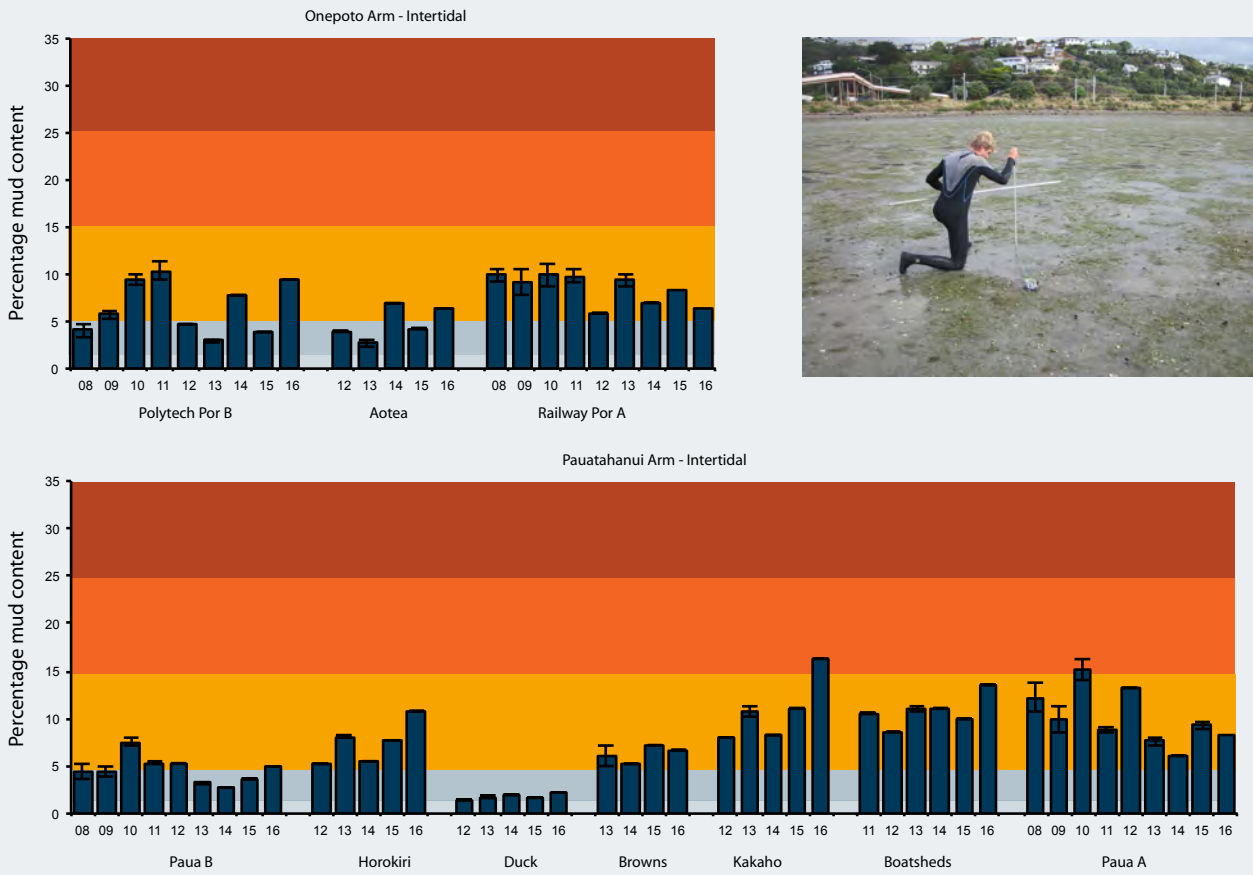 Onepoto Arm - Intertidal
Percentage mud content
35
30
25
20
15
10
5
0
08 09 10 11 12 13 14 15 16 12 13 14 15 16 08 09 10 11 12 13 14 15 16
Polytech Por B Aotea Railway Por A
Pauatahanui Arm - Intertidal
Percentage mud content
35
30
25
20
15
10
5
0
08 09 10 11 12 13 14 15 16 12 13 14 15 16 12 13 14 15 16 13 14 15 16 12 13 14 15 16 11 12 13 14 15 16 08 09 10 11 12 13 14 15 16
Paua B Horokiri Duck Browns Kakaho Boatsheds Paua A